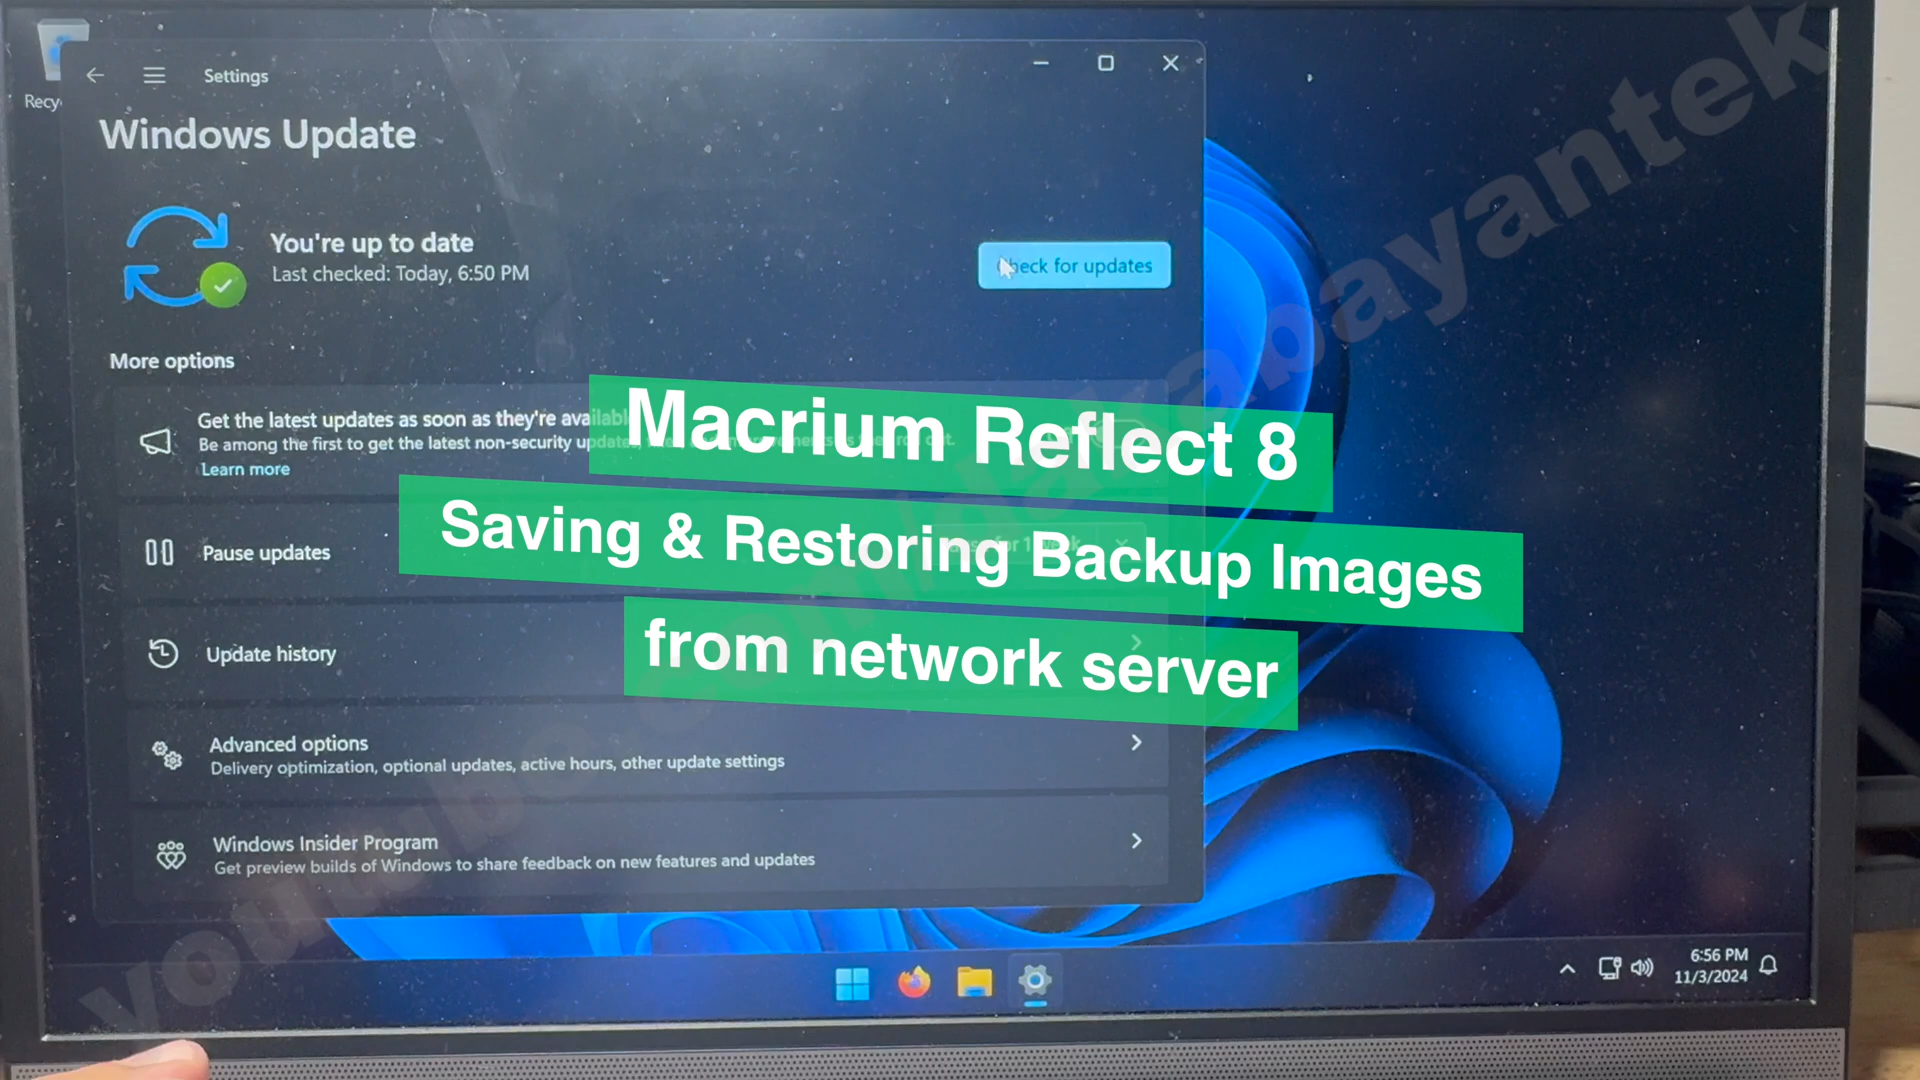 Recy
Settings
Windows Update
You're up to date
Last checked: Today, 6:50 PM
Check for updates
More options
Get the latest updates as soon as they're available
Be among the first to get the latest non-security updates,
Learn more
Pause updates
Update history
Advanced options
Delivery optimization, optional updates, active hours, other update settings
Windows Insider Program
Get preview builds of Windows to share feedback on new features and updates
Macrium Reflect 8
Saving & Restoring Backup Images
from network server
6:56 PM
11/3/2024